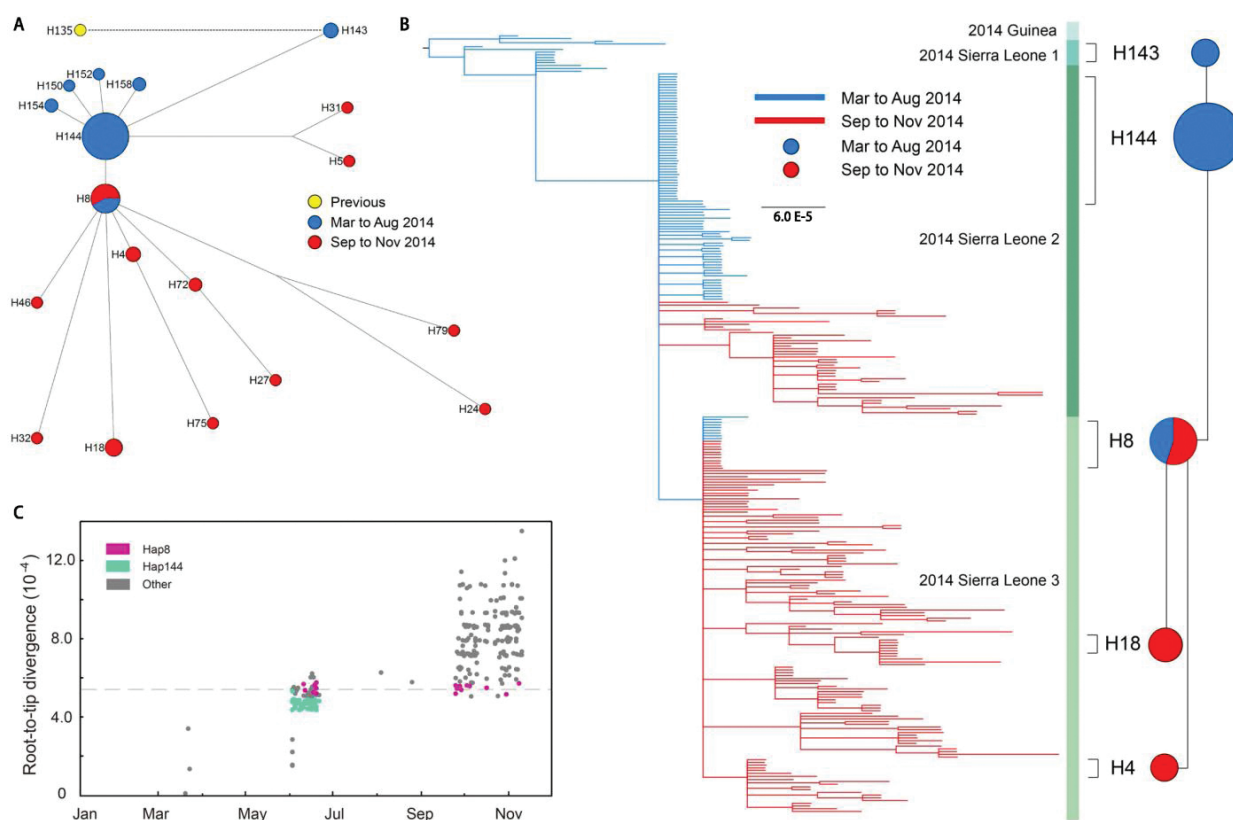 A
H135
H143
H152
H150
H158
H154
H144
H31
H5
H8
Previous
Mar to Aug 2014
Sep to Nov 2014
H4
H72
H46
H79
H27
H24
H75
H32
H18
B
2014 Guinea
2014 Sierra Leone 1
H143
Mar to Aug 2014
Sep to Nov 2014
Mar to Aug 2014
Sep to Nov 2014
6.0 E-5
H144
2014 Sierra Leone 2
H8
2014 Sierra Leone 3
H18
H4
C
Root-to-tip divergence (10⁻⁴)
12.0
8.0
4.0
0
Hap8
Hap144
Other
Jan Mar May Jul Sep Nov